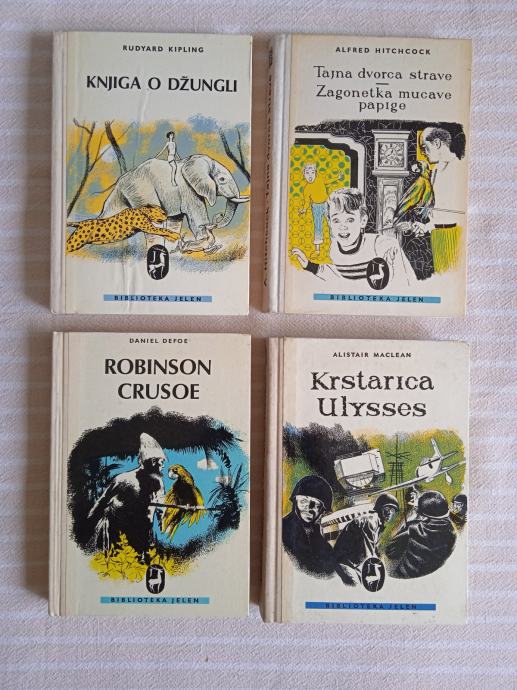 RUDYARD KIPLING
KNJIGA O DŽUNGLI
BIBLIOTEKA JELEN
ALFRED HITCHCOCK
Tajna dvorca strave
Zagonetka mucave
papige
BIBLIOTEKA JELEN
DANIEL DEFOE
ROBINSON
CRUSOE
BIBLIOTEKA JELEN
ALISTAIR MACLEAN
Krstarica
Ulysses
BIBLIOTEKA JELEN